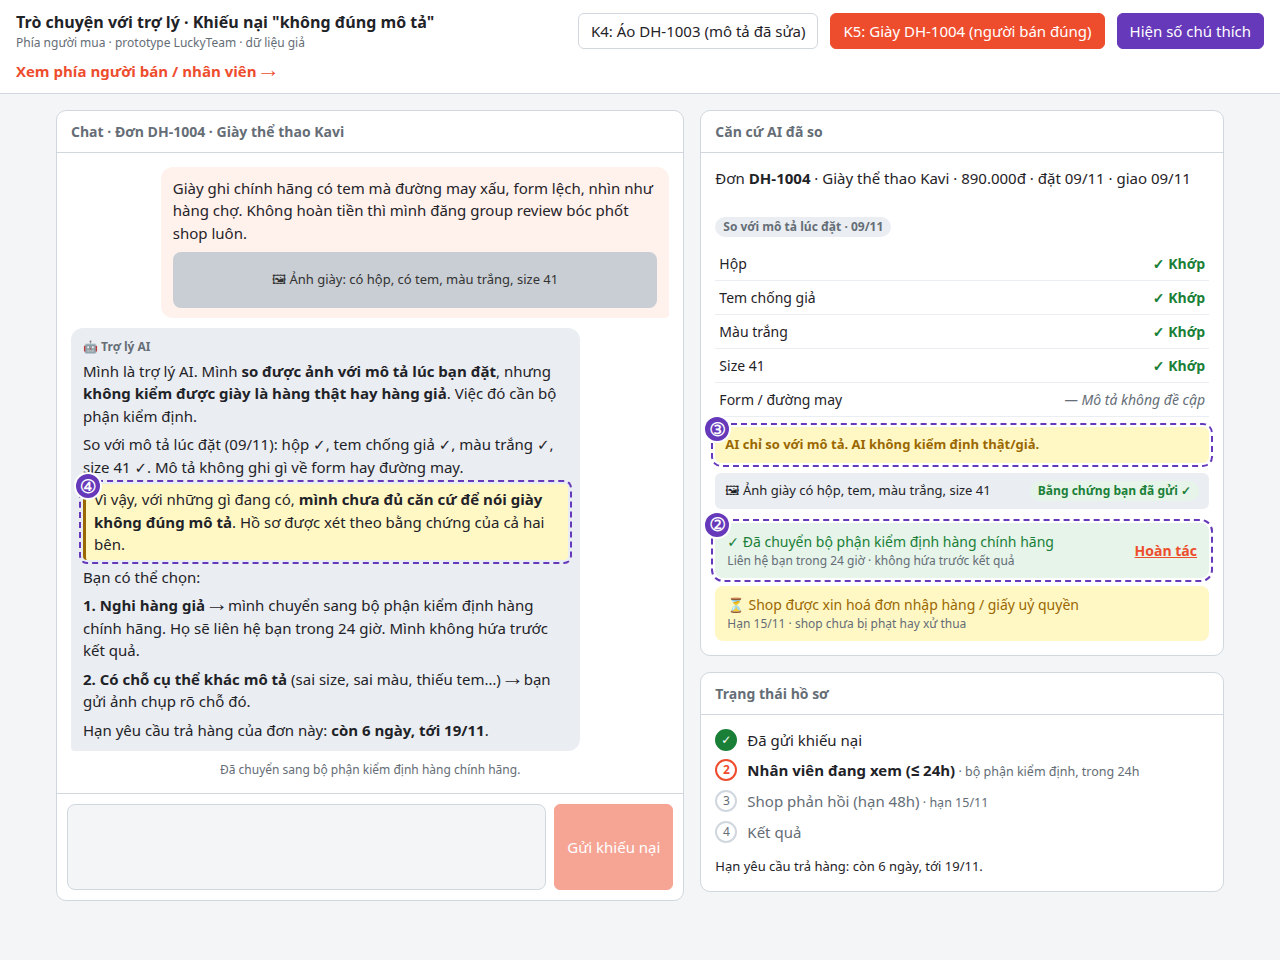 Trò chuyện với trợ lý · Khiếu nại "không đúng mô tả"
Phía người mua · prototype LuckyTeam · dữ liệu giả
K4: Áo DH-1003 (mô tả đã sửa)
K5: Giày DH-1004 (người bán đúng)
Hiện số chú thích
Xem phía người bán / nhân viên →
Chat · Đơn DH-1004 · Giày thể thao Kavi
Giày ghi chính hãng có tem mà đường may xấu, form lệch, nhìn như
hàng chợ. Không hoàn tiền thì mình đăng group review bóc phốt
shop luôn.
🖼 Ảnh giày: có hộp, có tem, màu trắng, size 41
🤖 Trợ lý AI
Mình là trợ lý AI. Mình so được ảnh với mô tả lúc bạn đặt, nhưng
không kiểm được giày là hàng thật hay hàng giả. Việc đó cần bộ
phận kiểm định.
So với mô tả lúc đặt (09/11): hộp ✓, tem chống giả ✓, màu trắng ✓,
size 41 ✓. Mô tả không ghi gì về form hay đường may.
④
Vì vậy, với những gì đang có, mình chưa đủ căn cứ để nói giày
không đúng mô tả. Hồ sơ được xét theo bằng chứng của cả hai
bên.
Bạn có thể chọn:
1. Nghi hàng giả → mình chuyển sang bộ phận kiểm định hàng
chính hãng. Họ sẽ liên hệ bạn trong 24 giờ. Mình không hứa trước
kết quả.
2. Có chỗ cụ thể khác mô tả (sai size, sai màu, thiếu tem...) → bạn
gửi ảnh chụp rõ chỗ đó.
Hạn yêu cầu trả hàng của đơn này: còn 6 ngày, tới 19/11.
Đã chuyển sang bộ phận kiểm định hàng chính hãng.
Gửi khiếu nại
Căn cứ AI đã so
Đơn DH-1004 · Giày thể thao Kavi · 890.000đ · đặt 09/11 · giao 09/11
So với mô tả lúc đặt · 09/11
Hộp ✓ Khớp
Tem chống giả ✓ Khớp
Màu trắng ✓ Khớp
Size 41 ✓ Khớp
Form / đường may — Mô tả không đề cập
③
AI chỉ so với mô tả. AI không kiểm định thật/giả.
🖼 Ảnh giày có hộp, tem, màu trắng, size 41 Bằng chứng bạn đã gửi ✓
②
✓ Đã chuyển bộ phận kiểm định hàng chính hãng
Liên hệ bạn trong 24 giờ · không hứa trước kết quả
Hoàn tác
⏳ Shop được xin hoá đơn nhập hàng / giấy uỷ quyền
Hạn 15/11 · shop chưa bị phạt hay xử thua
Trạng thái hồ sơ
✓ Đã gửi khiếu nại
2 Nhân viên đang xem (≤ 24h) · bộ phận kiểm định, trong 24h
3 Shop phản hồi (hạn 48h) · hạn 15/11
4 Kết quả
Hạn yêu cầu trả hàng: còn 6 ngày, tới 19/11.